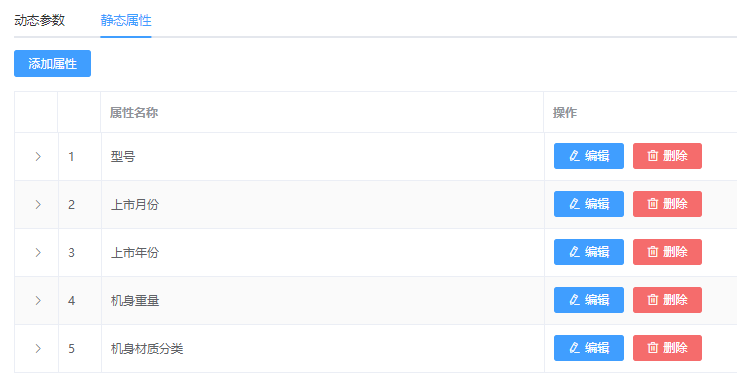 动态参数 静态属性
添加属性
属性名称 操作
1 型号 编辑 删除
2 上市月份 编辑 删除
3 上市年份 编辑 删除
4 机身重量 编辑 删除
5 机身材质分类 编辑 删除